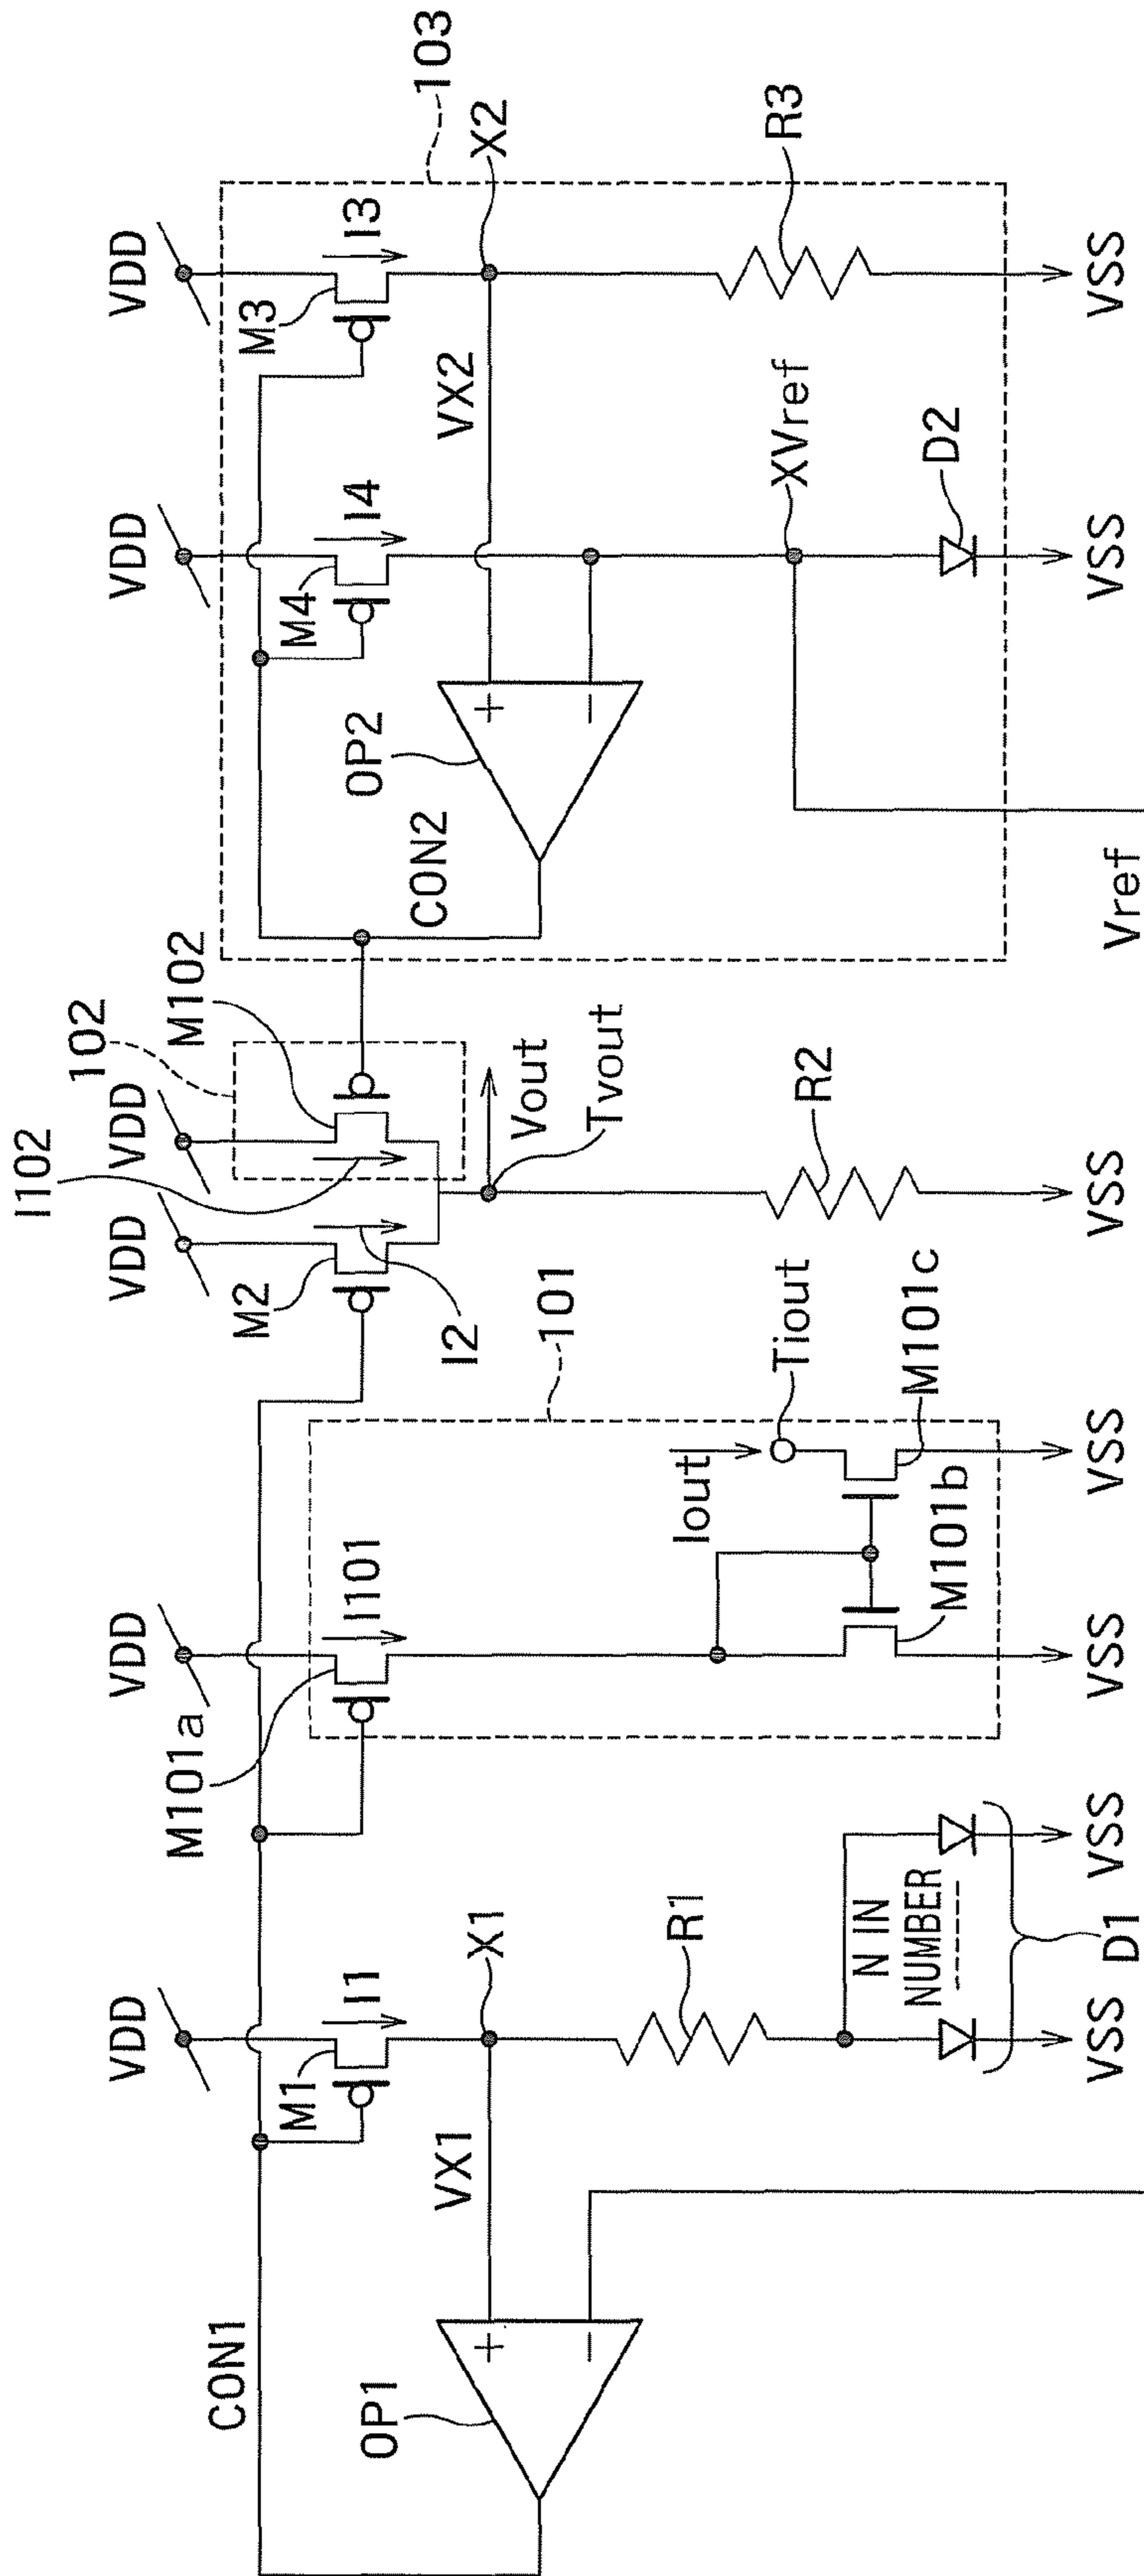 VDD
VDD
VDD
VDD
VDD
VDD
I102
102
M102
103
CON1
M1
I1
M101a
I101
M2
I2
M4
I4
M3
I3
VX1
X1
CON2
VX2
X2
Vout
Tvout
OP1
+
−
OP2
+
−
101
Iout
Tiout
R1
R2
R3
XVref
N IN
NUMBER
M101b
M101c
D2
VSS
VSS
VSS
VSS
VSS
VSS
VSS
D1
Vref